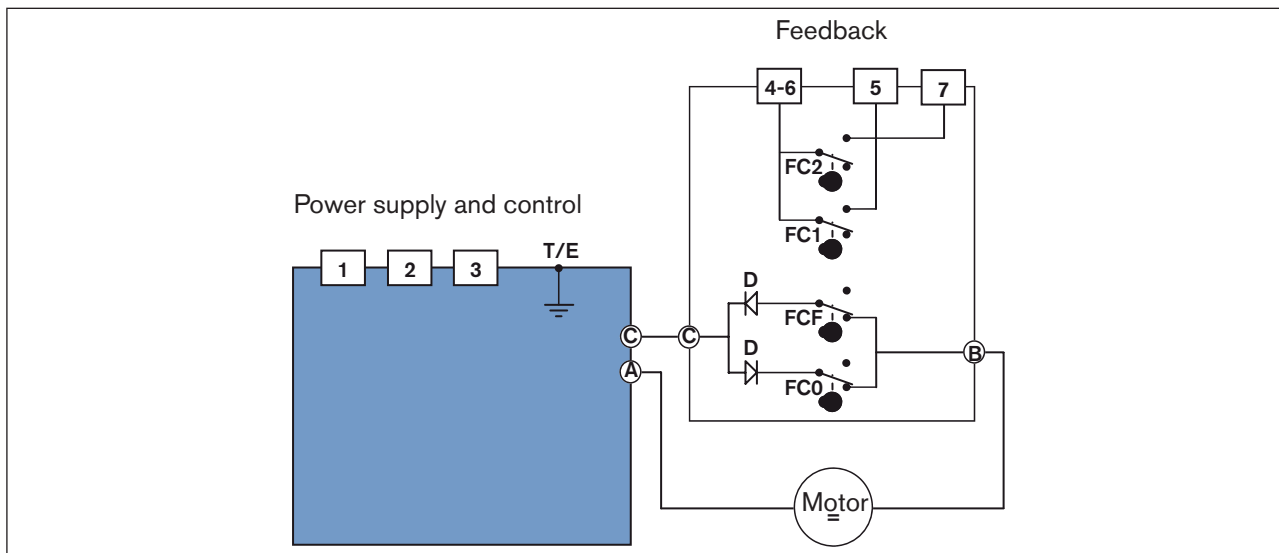 Feedback
4-6 5 7
FC2
Power supply and control
FC1
1 2 3 T/E
D
FCF
C C
D
B
A
FC0
Motor
=